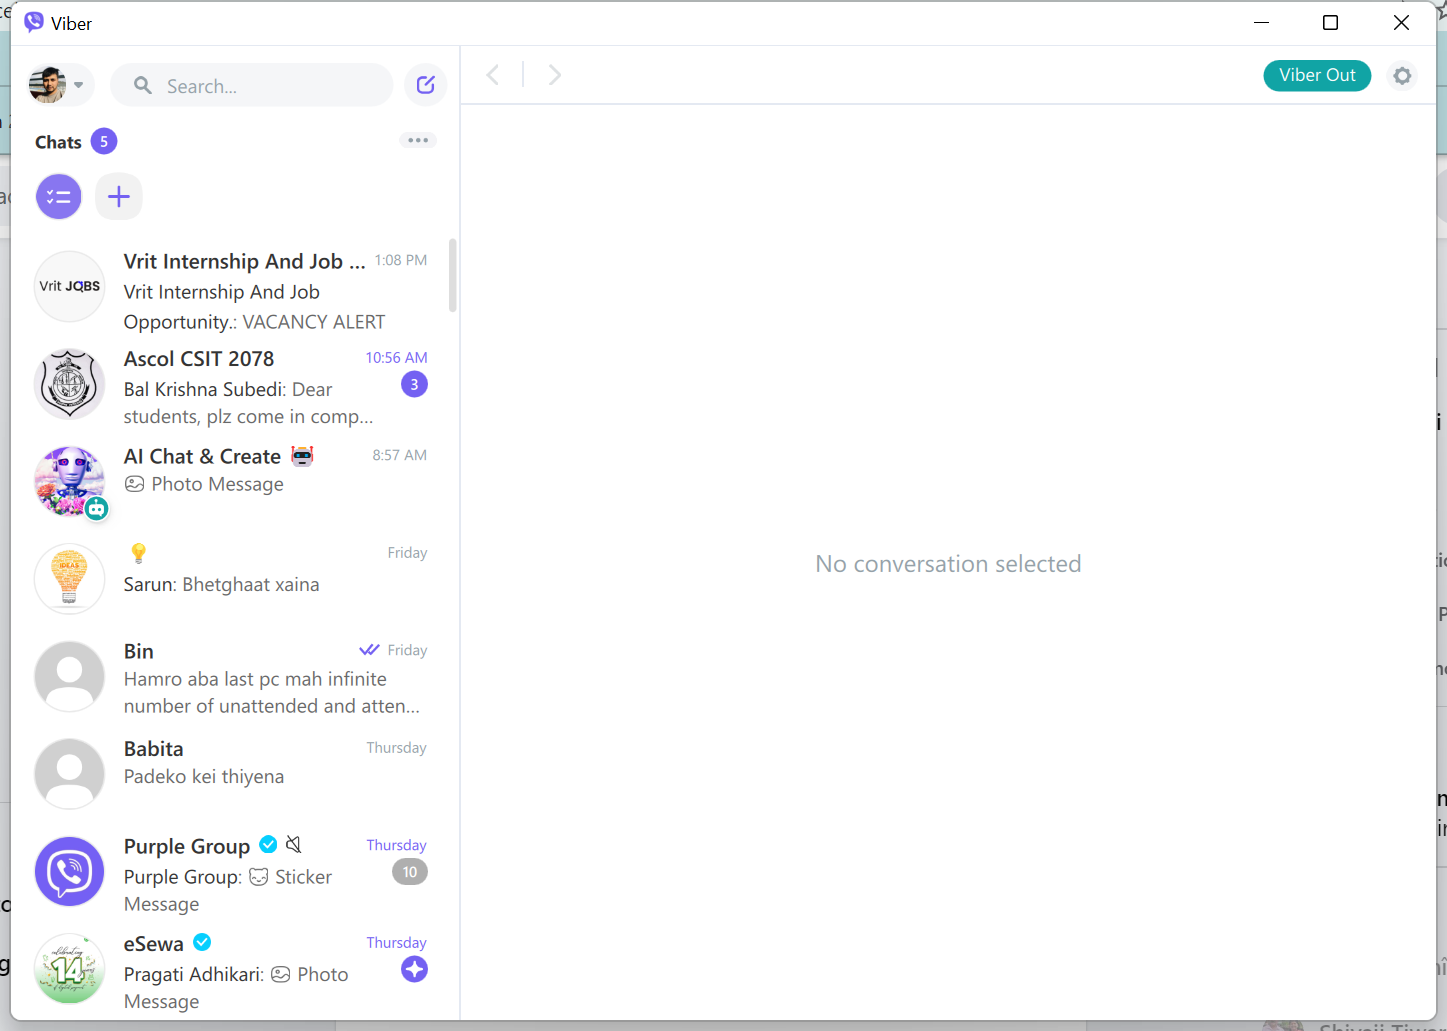 Viber
Search...
Viber Out
Chats 5
Vrit JOBS
Vrit Internship And Job ... 1:08 PM
Vrit Internship And Job
Opportunity.: VACANCY ALERT
Ascol CSIT 2078 10:56 AM
Bal Krishna Subedi: Dear 3
students, plz come in comp...
AI Chat & Create 8:57 AM
Photo Message
Friday
IDEAS
Sarun: Bhetghaat xaina
No conversation selected
Bin Friday
Hamro aba last pc mah infinite
number of unattended and atten...
Babita Thursday
Padeko kei thiyena
Purple Group Thursday
Purple Group: Sticker 10
Message
eSewa Thursday
celebrating
14
Pragati Adhikari: Photo
Message